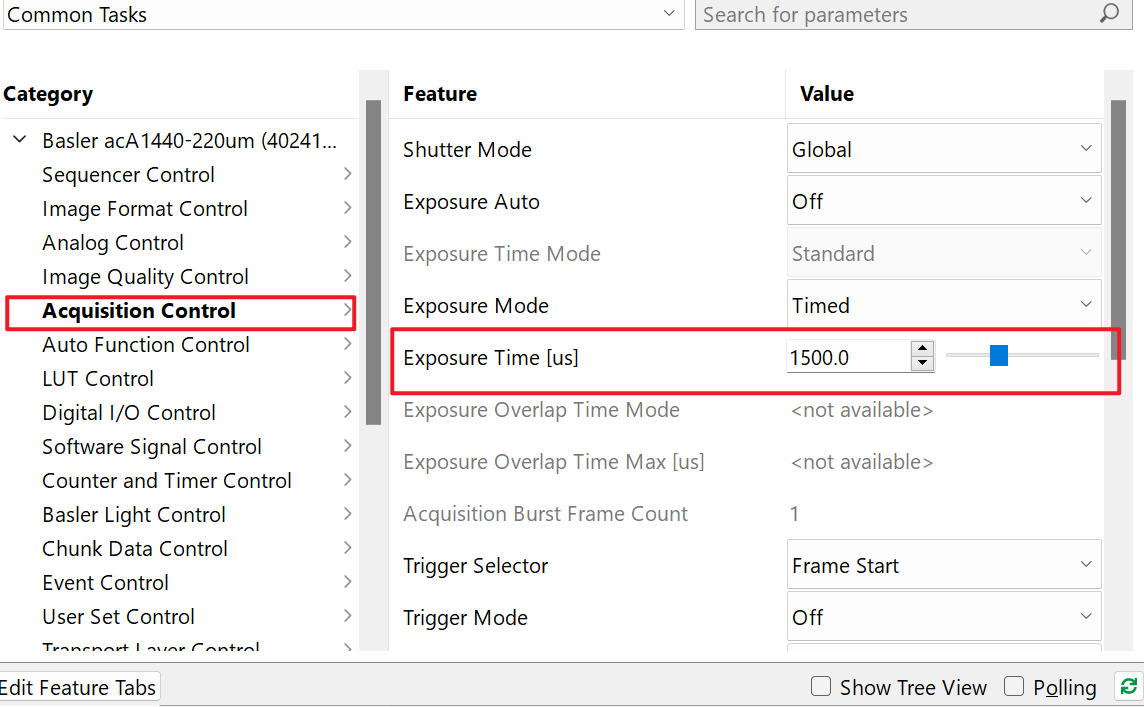 Common Tasks
Search for parameters
Category
Feature
Value
Basler acA1440-220um (40241...
Sequencer Control
Image Format Control
Analog Control
Image Quality Control
Acquisition Control
Auto Function Control
LUT Control
Digital I/O Control
Software Signal Control
Counter and Timer Control
Basler Light Control
Chunk Data Control
Event Control
User Set Control
Transport Layer Control
Shutter Mode Global
Exposure Auto Off
Exposure Time Mode Standard
Exposure Mode Timed
Exposure Time [us] 1500.0
Exposure Overlap Time Mode <not available>
Exposure Overlap Time Max [us] <not available>
Acquisition Burst Frame Count 1
Trigger Selector Frame Start
Trigger Mode Off
Edit Feature Tabs
Show Tree View
Polling